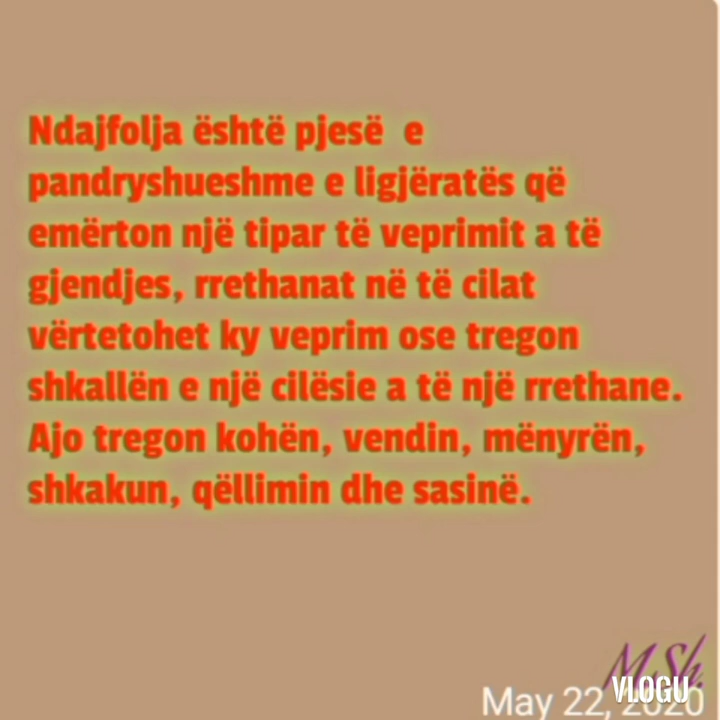 Ndajfolja është pjesë e
pandryshueshme e ligjëratës që
emërton një tipar të veprimit a të
gjendjes, rrethanat në të cilat
vërtetohet ky veprim ose tregon
shkallën e një cilësie a të një rrethane.
Ajo tregon kohën, vendin, mënyrën,
shkakun, qëllimin dhe sasinë.
M.Sh.
VLOGU
May 22, 2020